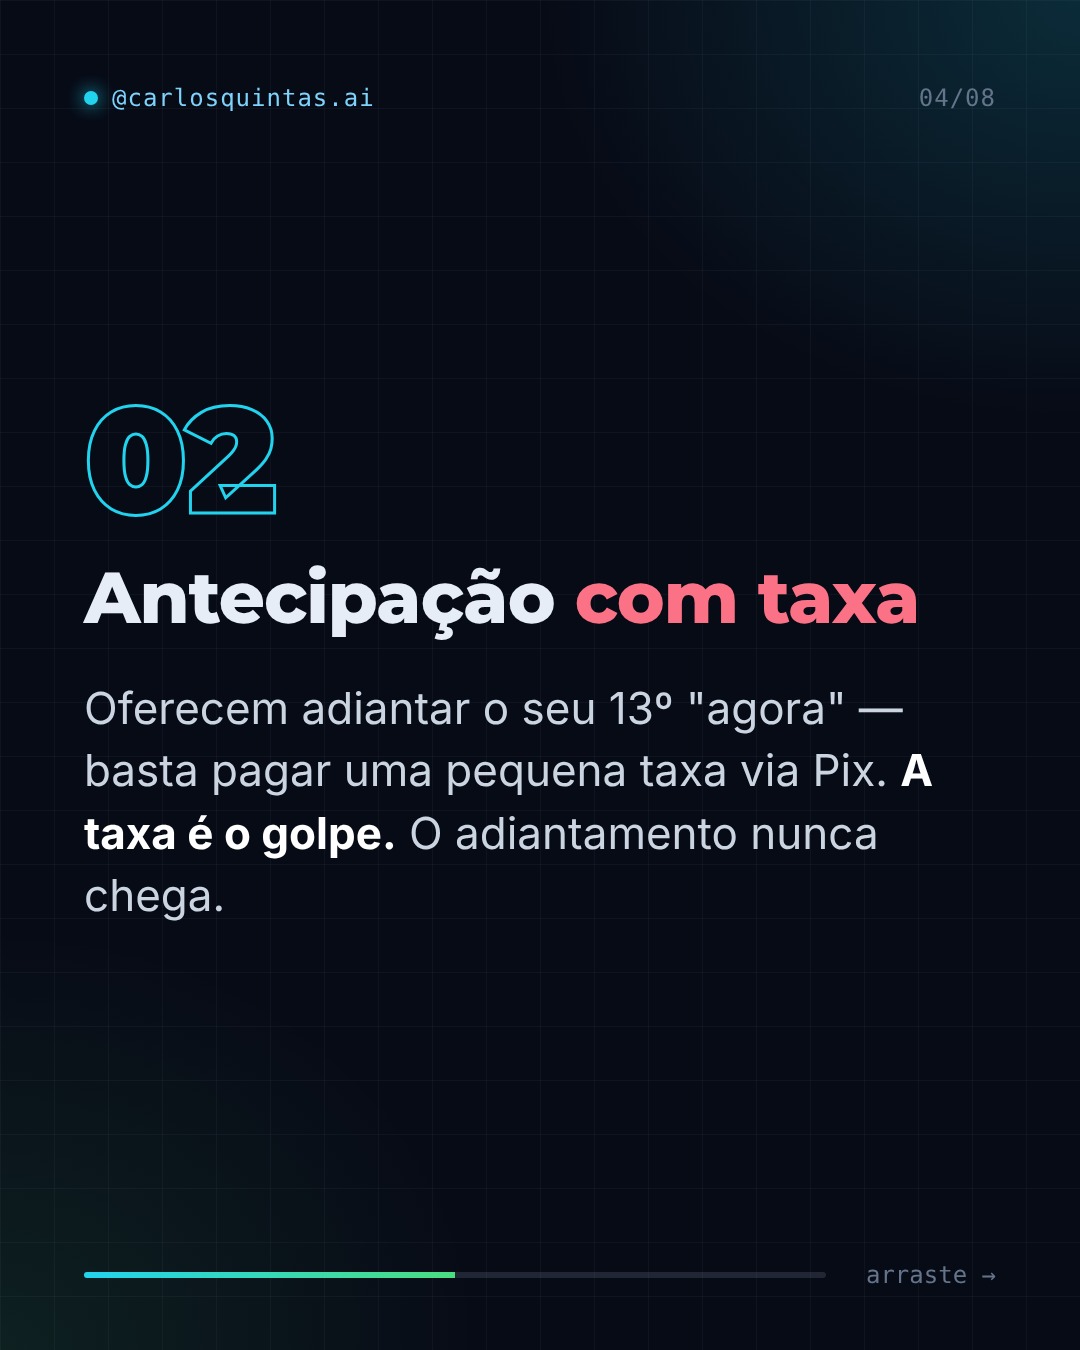 @carlosquintas.ai
04/08
02
Antecipação com taxa
Oferecem adiantar o seu 13º "agora" —
basta pagar uma pequena taxa via Pix. A
taxa é o golpe. O adiantamento nunca
chega.
arraste →